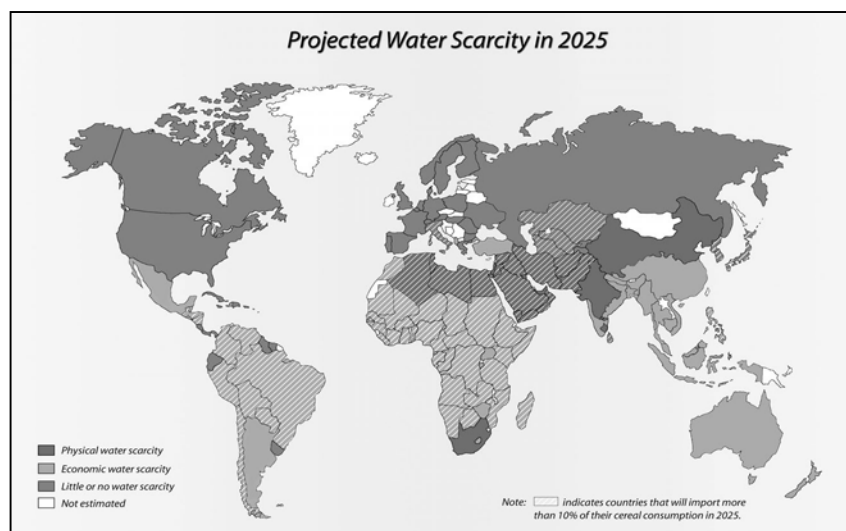 Projected Water Scarcity in 2025
Physical water scarcity
Economic water scarcity
Little or no water scarcity
Not estimated
Note: indicates countries that will import more
than 10% of their cereal consumption in 2025.